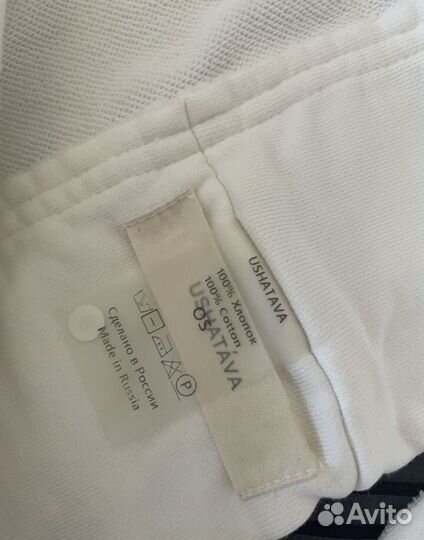 USHATAVA
100% Хлопок
100% Cotton
USHATAVA
OS
Сделано в России
Made in Russia
P
Avito